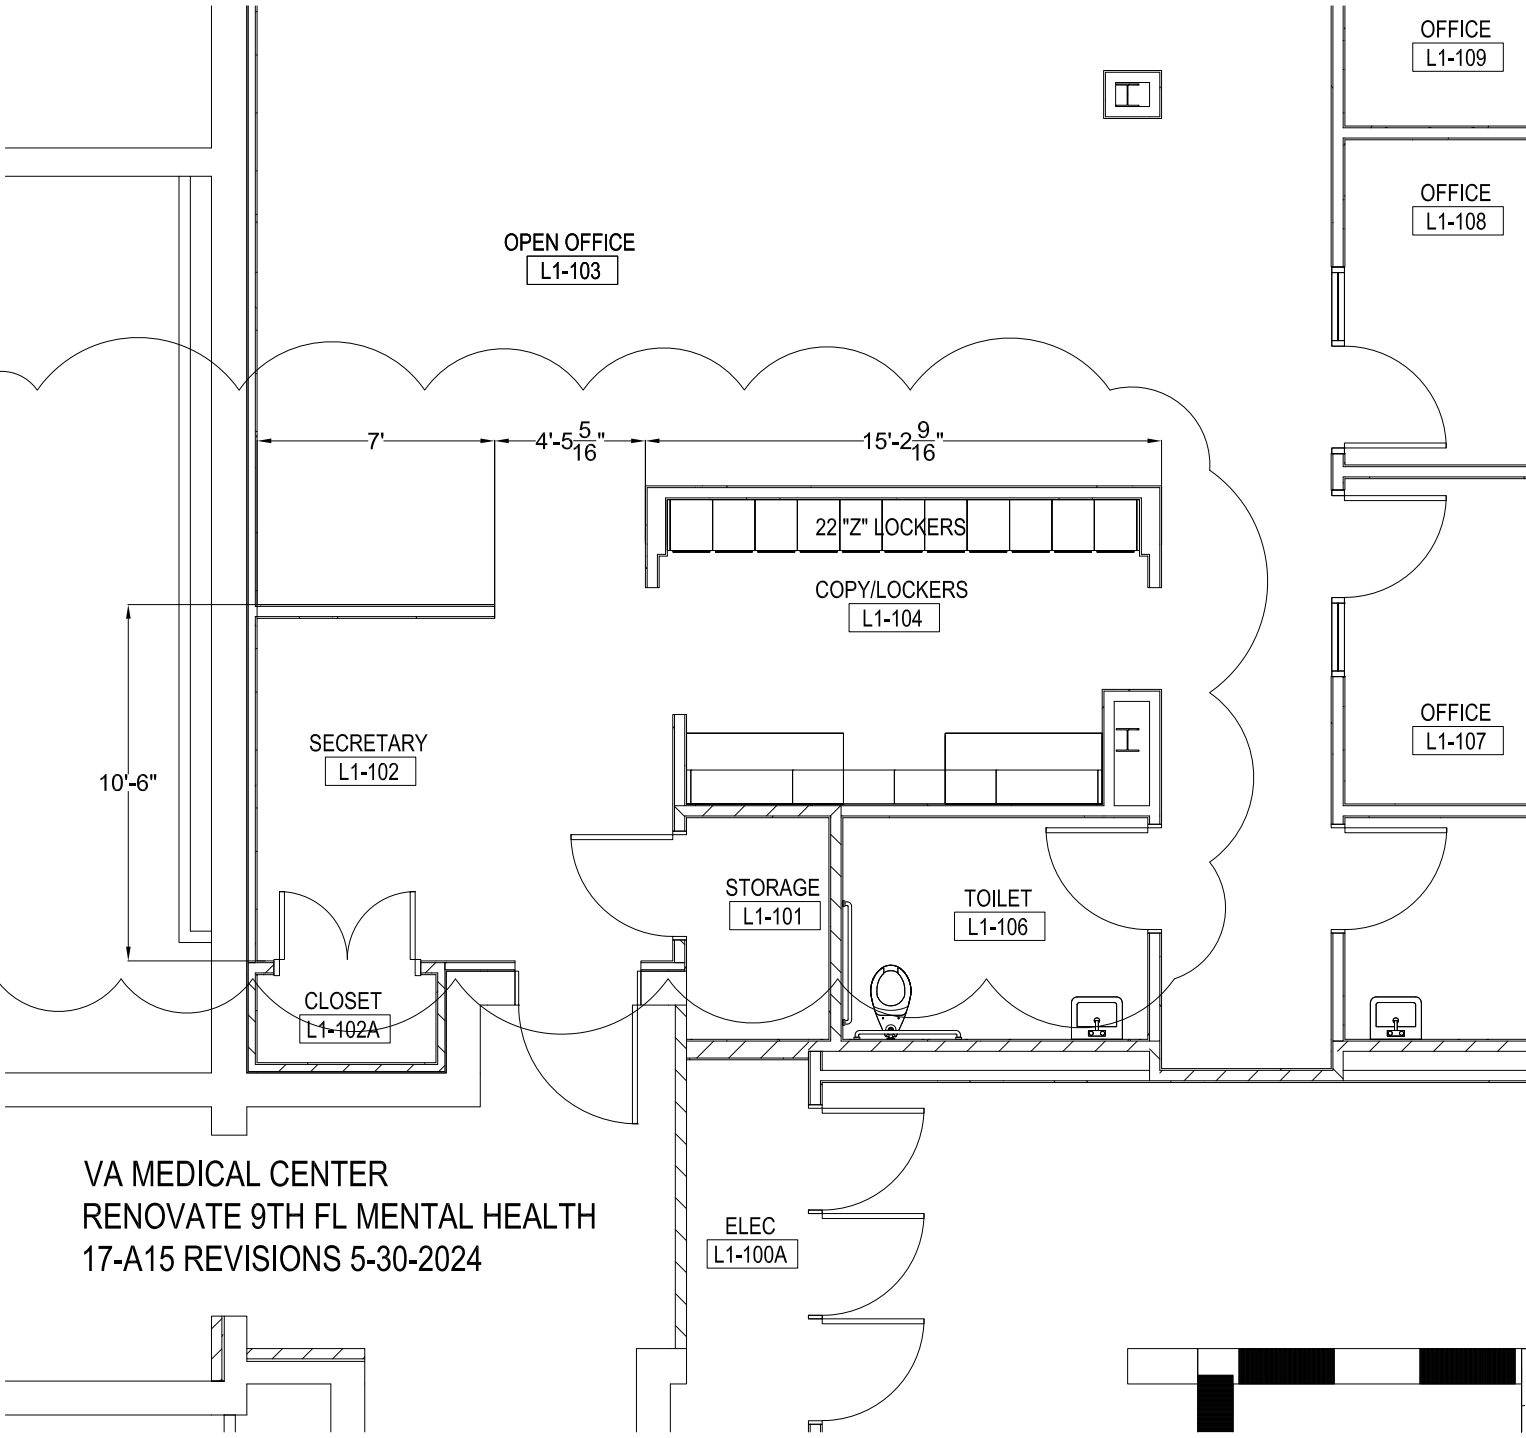 OFFICE
L1-109
OFFICE
L1-108
OPEN OFFICE
L1-103
7'
4'-5 5/16"
15'-2 9/16"
22 "Z" LOCKERS
COPY/LOCKERS
L1-104
SECRETARY
L1-102
10'-6"
OFFICE
L1-107
STORAGE
L1-101
TOILET
L1-106
CLOSET
L1-102A
VA MEDICAL CENTER
RENOVATE 9TH FL MENTAL HEALTH
17-A15 REVISIONS 5-30-2024
ELEC
L1-100A